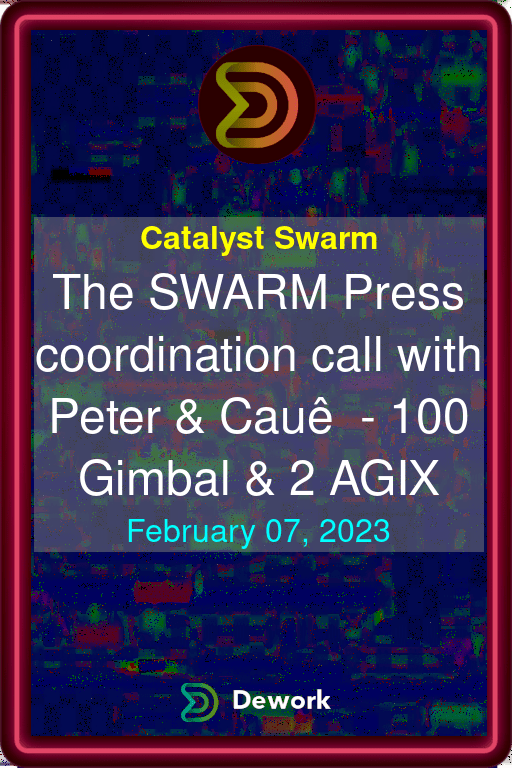 Catalyst Swarm
The SWARM Press
coordination call with
Peter & Cauê - 100
Gimbal & 2 AGIX
February 07, 2023
Dework